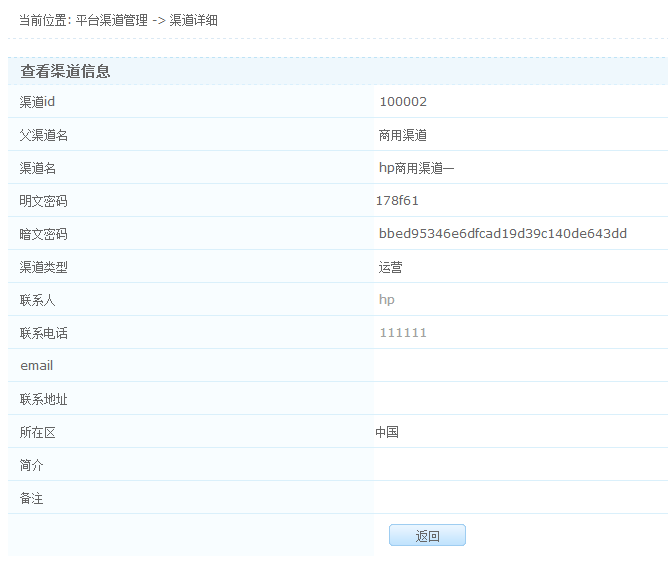 当前位置: 平台渠道管理 -> 渠道详细
查看渠道信息
渠道id 100002
父渠道名 商用渠道
渠道名 hp商用渠道一
明文密码 178f61
暗文密码 bbed95346e6dfcad19d39c140de643dd
渠道类型 运营
联系人 hp
联系电话 111111
email
联系地址
所在区 中国
简介
备注
返回